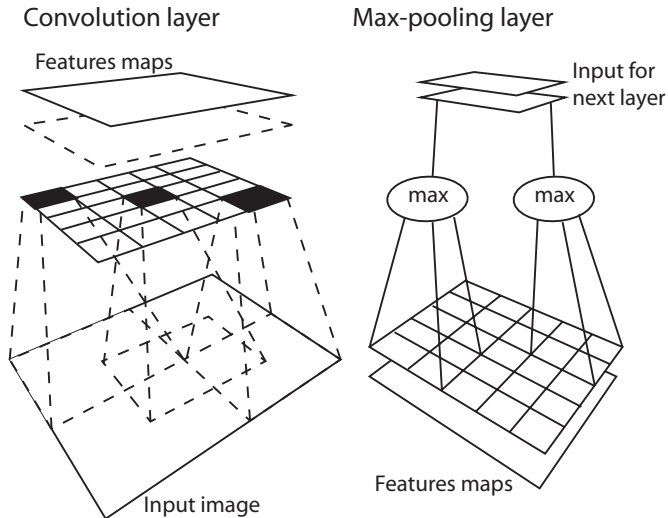 Convolution layer
Features maps
Input image
Max-pooling layer
Input for
next layer
max
max
Features maps